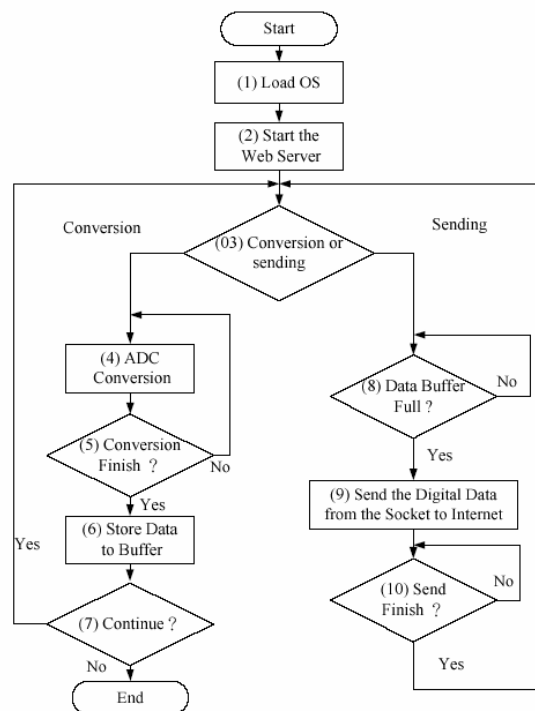 Start
(1) Load OS
(2) Start the
Web Server
Conversion
Sending
(03) Conversion or
sending
(4) ADC
Conversion
(5) Conversion
Finish ?
No
Yes
(6) Store Data
to Buffer
Yes
(7) Continue ?
No
End
(8) Data Buffer
Full ?
No
Yes
(9) Send the Digital Data
from the Socket to Internet
(10) Send
Finish ?
No
Yes